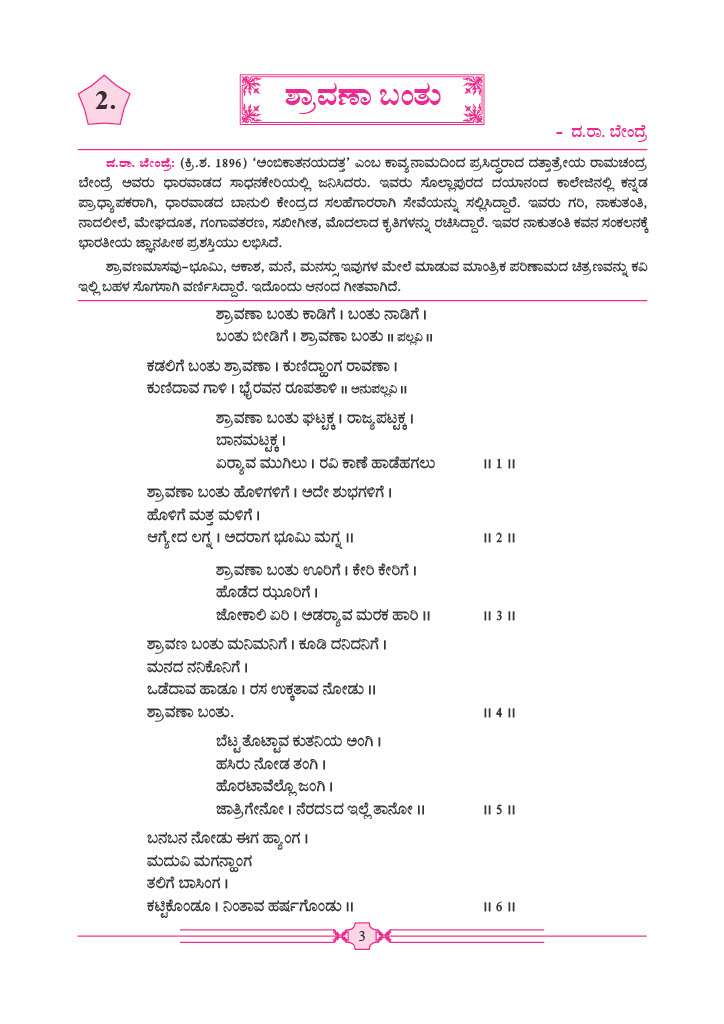 2.
ಶ್ರಾವಣಾ ಬಂತು
- ದ.ರಾ. ಬೇಂದ್ರೆ
ದ.ರಾ. ಬೇಂದ್ರೆ: (ಕ್ರಿ.ಶ. 1896) ‘ಅಂಬಿಕಾತನಯದತ್ತ’ ಎಂಬ ಕಾವ್ಯನಾಮದಿಂದ ಪ್ರಸಿದ್ಧರಾದ ದತ್ತಾತ್ರೇಯ ರಾಮಚಂದ್ರ
ಬೇಂದ್ರೆ ಅವರು ಧಾರವಾಡದ ಸಾಧನಕೇರಿಯಲ್ಲಿ ಜನಿಸಿದರು. ಇವರು ಸೊಲ್ಲಾಪುರದ ದಯಾನಂದ ಕಾಲೇಜಿನಲ್ಲಿ ಕನ್ನಡ
ಪ್ರಾಧ್ಯಾಪಕರಾಗಿ, ಧಾರವಾಡದ ಬಾನುಲಿ ಕೇಂದ್ರದ ಸಲಹೆಗಾರರಾಗಿ ಸೇವೆಯನ್ನು ಸಲ್ಲಿಸಿದ್ದಾರೆ. ಇವರು ಗರಿ, ನಾಕುತಂತಿ,
ನಾದಲೀಲೆ, ಮೇಘದೂತ, ಗಂಗಾವತರಣ, ಸಖೀಗೀತ, ಮೊದಲಾದ ಕೃತಿಗಳನ್ನು ರಚಿಸಿದ್ದಾರೆ. ಇವರ ನಾಕುತಂತಿ ಕವನ ಸಂಕಲನಕ್ಕೆ
ಭಾರತೀಯ ಜ್ಞಾನಪೀಠ ಪ್ರಶಸ್ತಿಯು ಲಭಿಸಿದೆ.
ಶ್ರಾವಣಮಾಸವು-ಭೂಮಿ, ಆಕಾಶ, ಮನೆ, ಮನಸ್ಸು ಇವುಗಳ ಮೇಲೆ ಮಾಡುವ ಮಾಂತ್ರಿಕ ಪರಿಣಾಮದ ಚಿತ್ರಣವನ್ನು ಕವಿ
ಇಲ್ಲಿ ಬಹಳ ಸೊಗಸಾಗಿ ವರ್ಣಿಸಿದ್ದಾರೆ. ಇದೊಂದು ಆನಂದ ಗೀತವಾಗಿದೆ.
ಶ್ರಾವಣಾ ಬಂತು ಕಾಡಿಗೆ । ಬಂತು ನಾಡಿಗೆ ।
ಬಂತು ಬೀಡಿಗೆ । ಶ್ರಾವಣಾ ಬಂತು ॥ ಪಲ್ಲವಿ ॥
ಕಡಲಿಗೆ ಬಂತು ಶ್ರಾವಣಾ । ಕುಣಿದ್ಹಾಂಗ ರಾವಣಾ ।
ಕುಣಿದಾವ ಗಾಳಿ । ಭೈರವನ ರೂಪತಾಳಿ ॥ ಅನುಪಲ್ಲವಿ ॥
ಶ್ರಾವಣಾ ಬಂತು ಘಟ್ಟಕ್ಕ । ರಾಜ್ಯಪಟ್ಟಕ್ಕ ।
ಬಾನಮಟ್ಟಕ್ಕ ।
ಏರ‍್ಯಾವ ಮುಗಿಲು । ರವಿ ಕಾಣೆ ಹಾಡೆಹಗಲು ॥ 1 ॥
ಶ್ರಾವಣಾ ಬಂತು ಹೊಳಿಗಳಿಗೆ । ಅದೇ ಶುಭಗಳಿಗೆ ।
ಹೊಳಿಗೆ ಮತ್ತ ಮಳಿಗೆ ।
ಆಗ್ಯೇದ ಲಗ್ನ । ಅದರಾಗ ಭೂಮಿ ಮಗ್ನ ॥ ॥ 2 ॥
ಶ್ರಾವಣಾ ಬಂತು ಊರಿಗೆ । ಕೇರಿ ಕೇರಿಗೆ ।
ಹೊಡೆದ ಝೂರಿಗೆ ।
ಜೋಕಾಲಿ ಏರಿ । ಅಡರ‍್ಯಾವ ಮರಕ ಹಾರಿ ॥ ॥ 3 ॥
ಶ್ರಾವಣ ಬಂತು ಮನಿಮನಿಗೆ । ಕೂಡಿ ದನಿದನಿಗೆ ।
ಮನದ ನನಿಕೊನಿಗೆ ।
ಒಡೆದಾವ ಹಾಡೂ । ರಸ ಉಕ್ಕತಾವ ನೋಡು ॥
ಶ್ರಾವಣಾ ಬಂತು. ॥ 4 ॥
ಬೆಟ್ಟ ತೊಟ್ಟಾವ ಕುತನಿಯ ಅಂಗಿ ।
ಹಸಿರು ನೋಡ ತಂಗಿ ।
ಹೊರಟಾವೆಲ್ಲೊ ಜಂಗಿ ।
ಜಾತ್ರಿಗೇನೋ । ನೆರದಽದ ಇಲ್ಲೆ ತಾನೋ ॥ ॥ 5 ॥
ಬನಬನ ನೋಡು ಈಗ ಹ್ಯಾಂಗ ।
ಮದುವಿ ಮಗನ್ಹಾಂಗ
ತಲಿಗೆ ಬಾಸಿಂಗ ।
ಕಟ್ಟಿಕೊಂಡೂ । ನಿಂತಾವ ಹರ್ಷಗೊಂಡು ॥ ॥ 6 ॥
3